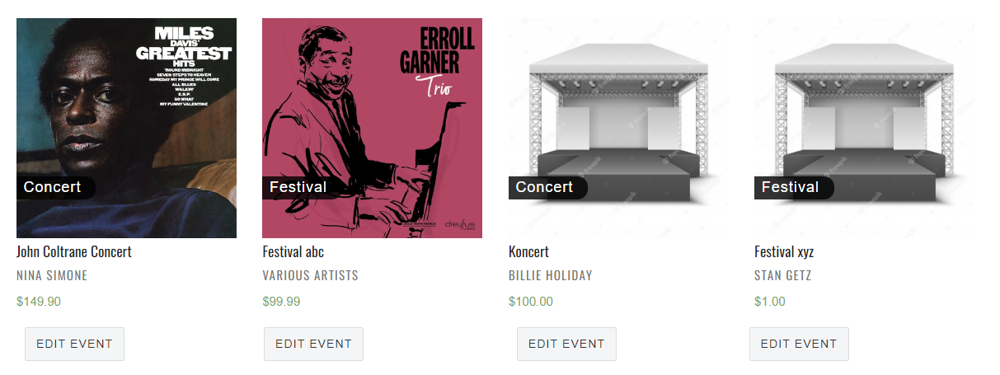 MILES
DAVIS'
GREATEST
HITS
'ROUND MIDNIGHT
SEVEN STEPS TO HEAVEN
SOMEDAY MY PRINCE WILL COME
ALL BLUES
WALKIN'
E.S.P.
SO WHAT
MY FUNNY VALENTINE
Concert
ERROLL
GARNER
Trio
Festival
JAZZ REFERENCE
dreyfus
JAZZ
Concert
Festival
John Coltrane Concert
Festival abc
Koncert
Festival xyz
NINA SIMONE
VARIOUS ARTISTS
BILLIE HOLIDAY
STAN GETZ
$149.90
$99.99
$100.00
$1.00
EDIT EVENT
EDIT EVENT
EDIT EVENT
EDIT EVENT